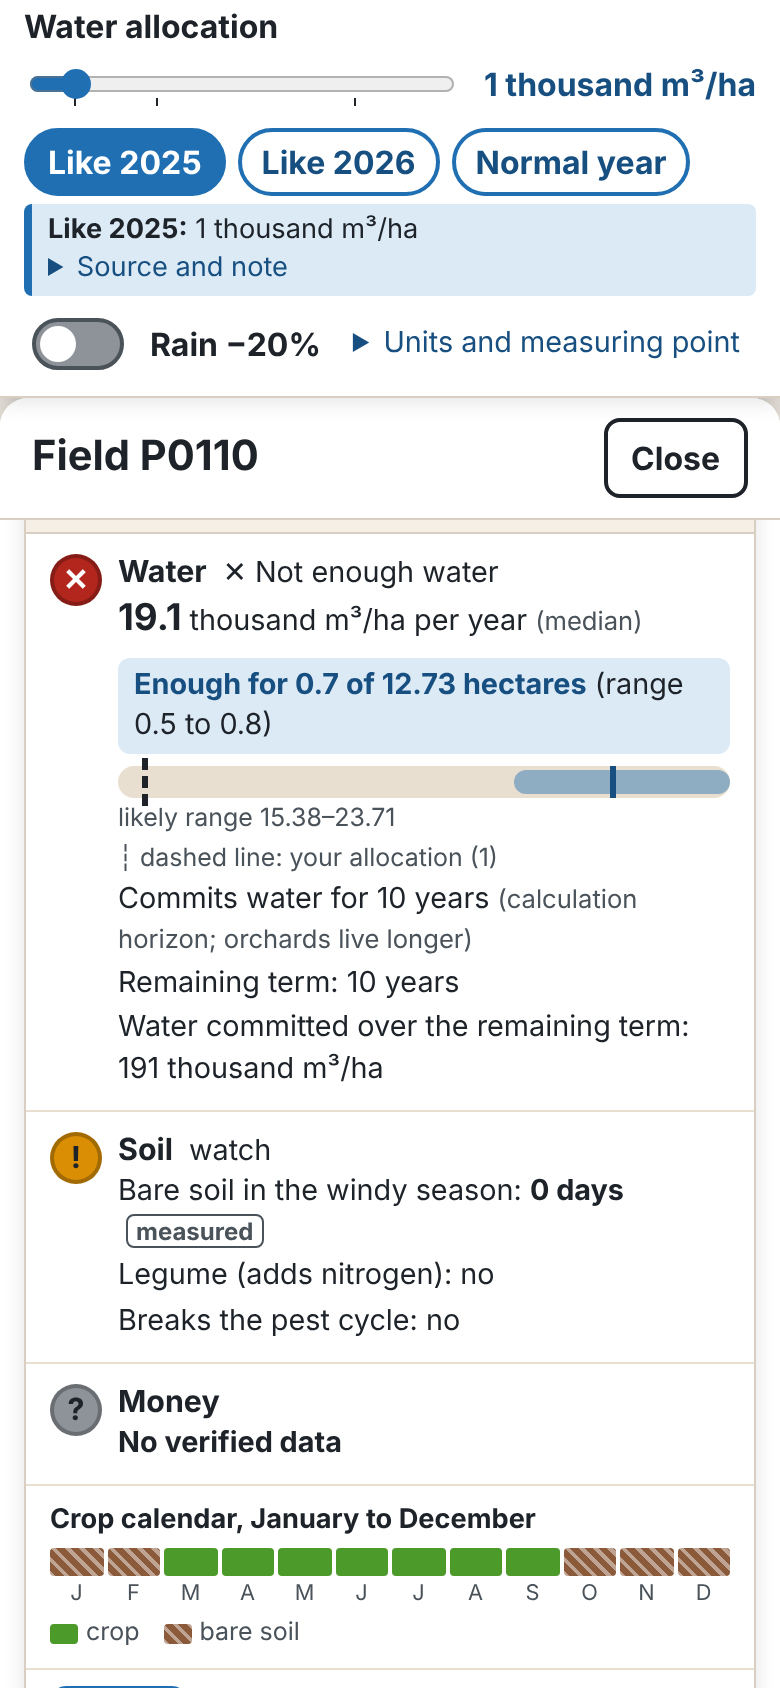 Water allocation
1 thousand m³/ha
Like 2025
Like 2026
Normal year
Like 2025: 1 thousand m³/ha
▶ Source and note
Rain −20%
▶ Units and measuring point
Field P0110
Close
Water ✕ Not enough water
19.1 thousand m³/ha per year (median)
Enough for 0.7 of 12.73 hectares (range
0.5 to 0.8)
likely range 15.38–23.71
┆ dashed line: your allocation (1)
Commits water for 10 years (calculation
horizon; orchards live longer)
Remaining term: 10 years
Water committed over the remaining term:
191 thousand m³/ha
! Soil watch
Bare soil in the windy season: 0 days
measured
Legume (adds nitrogen): no
Breaks the pest cycle: no
? Money
No verified data
Crop calendar, January to December
J F M A M J J A S O N D
crop bare soil